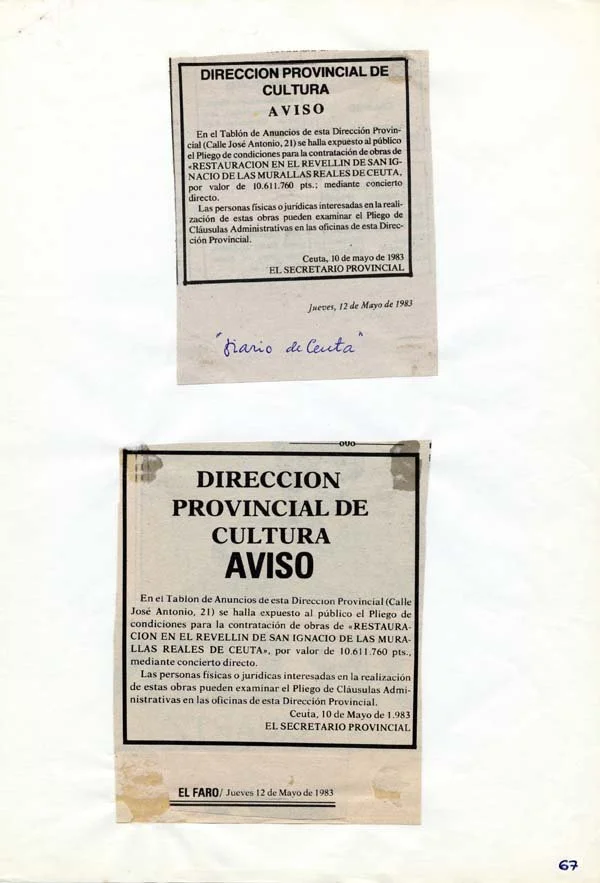 DIRECCION PROVINCIAL DE
CULTURA
AVISO
En el Tablón de Anuncios de esta Dirección Provin-
cial (Calle José Antonio, 21) se halla expuesto al público
el Pliego de condiciones para la contratación de obras de
«RESTAURACION EN EL REVELLIN DE SAN IG-
NACIO DE LAS MURALLAS REALES DE CEUTA,
por valor de 10.611.760 pts.; mediante concierto
directo.
Las personas físicas o jurídicas interesadas en la reali-
zación de estas obras pueden examinar el Pliego de
Cláusulas Administrativas en las oficinas de esta Direc-
ción Provincial.
Ceuta, 10 de mayo de 1983
EL SECRETARIO PROVINCIAL
Jueves, 12 de Mayo de 1983
"Diario de Ceuta"
oUo
DIRECCION
PROVINCIAL DE
CULTURA
AVISO
En el Tablón de Anuncios de esta Dirección Provincial (Calle
José Antonio, 21) se halla expuesto al público el Pliego de
condiciones para la contratación de obras de «RESTAURA-
CION EN EL REVELLIN DE SAN IGNACIO DE LAS MURA-
LLAS REALES DE CEUTA», por valor de 10.611.760 pts.,
mediante concierto directo.
Las personas físicas o jurídicas interesadas en la realización
de estas obras pueden examinar el Pliego de Cláusulas Admi-
nistrativas en las oficinas de esta Dirección Provincial.
Ceuta, 10 de Mayo de 1.983
EL SECRETARIO PROVINCIAL
EL FARO/ Jueves 12 de Mayo de 1983
67